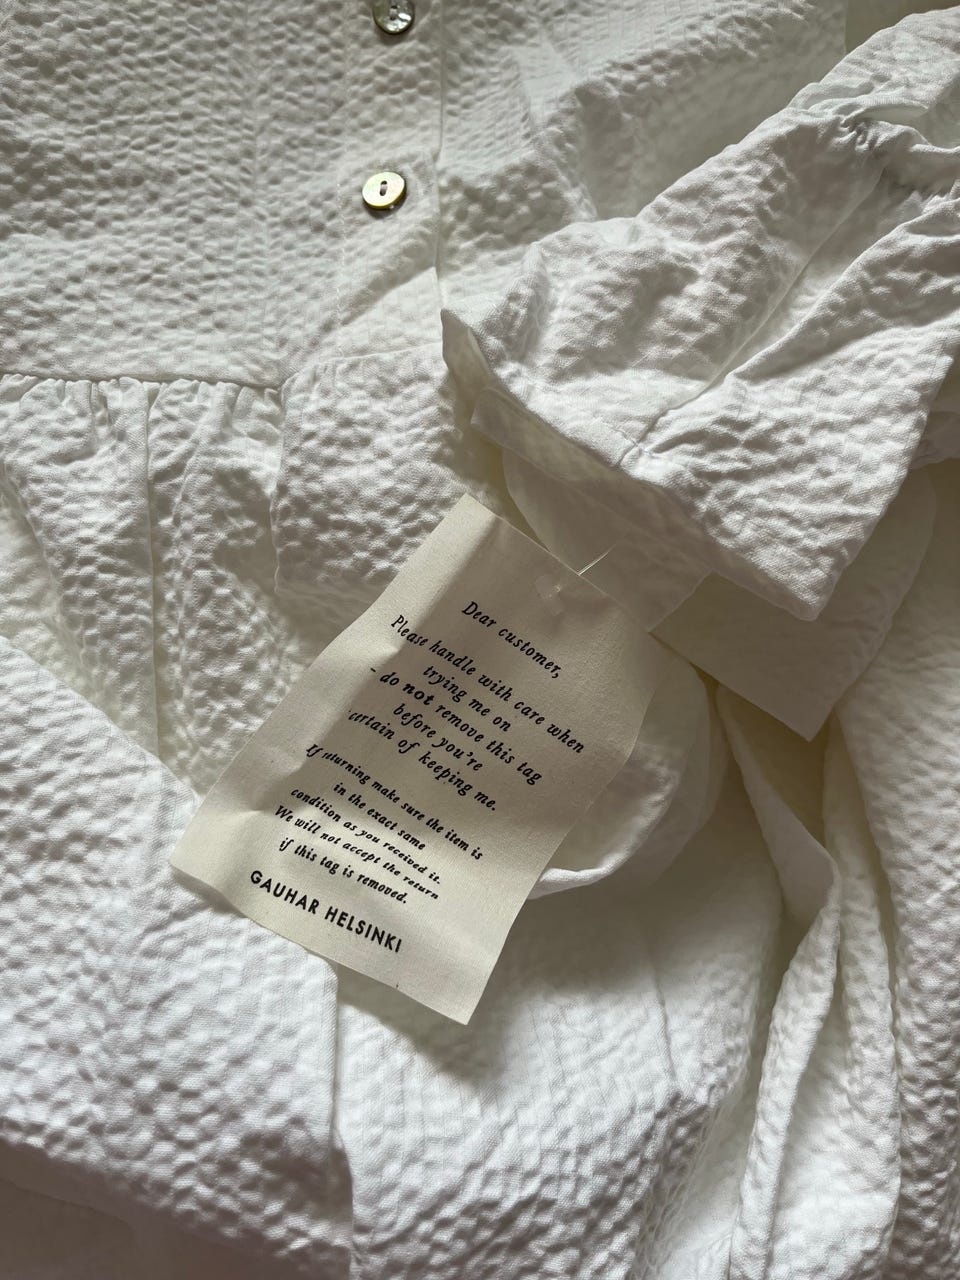 Dear customer,
Please handle with care when
trying me on
- do not remove this tag
before you're
certain of keeping me.
If returning make sure the item is
in the exact same
condition as you received it.
We will not accept the return
if this tag is removed.
GAUHAR HELSINKI